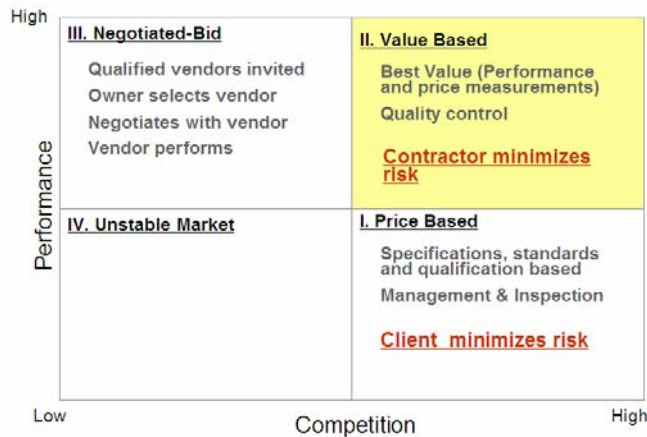 High
III. Negotiated-Bid
Qualified vendors invited
Owner selects vendor
Negotiates with vendor
Vendor performs
II. Value Based
Best Value (Performance
and price measurements)
Quality control
Contractor minimizes
risk
Performance
IV. Unstable Market
I. Price Based
Specifications, standards
and qualification based
Management & Inspection
Client minimizes risk
Low
Competition
High